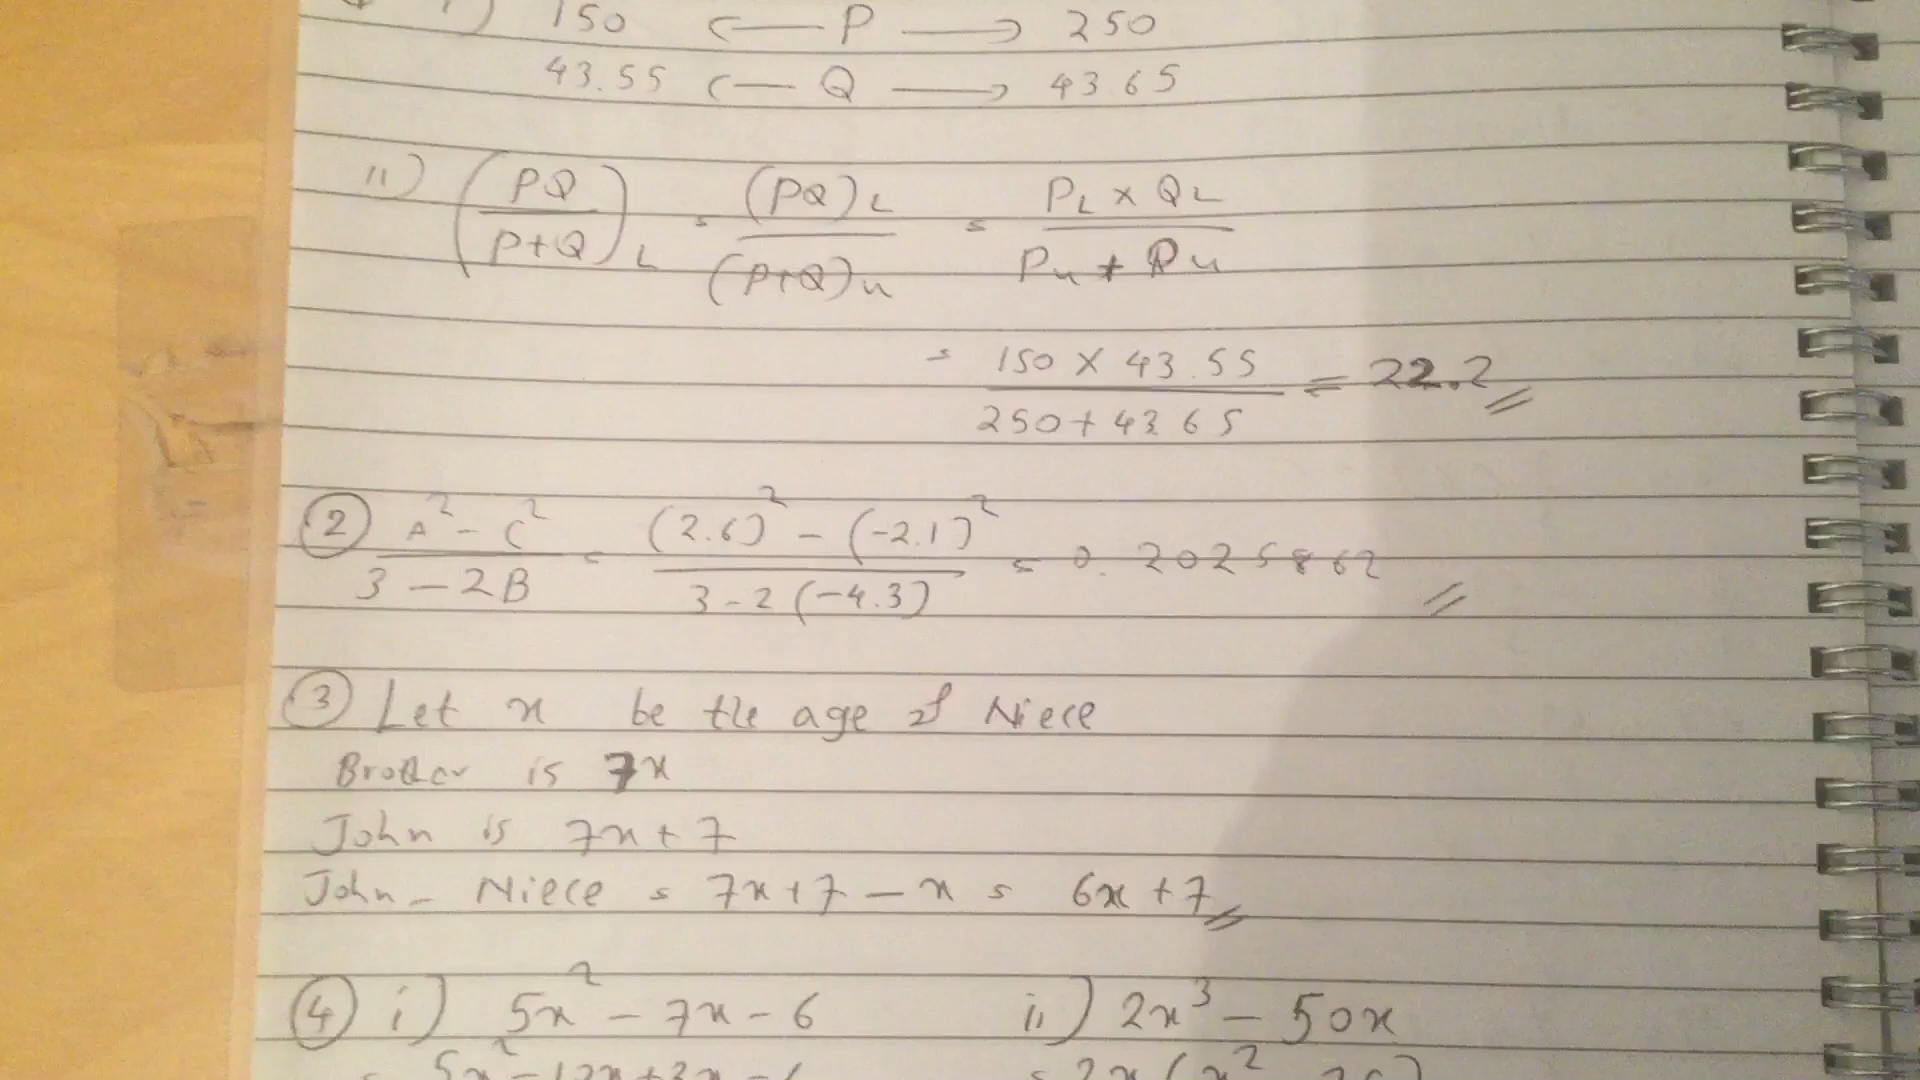 i) 150 <— P —> 250
43.55 <— Q —> 43.65
ii) (PQ / P+Q)L = (PQ)L / (P+Q)u = PL × QL / Pu + Qu
= 150 × 43.55 / 250 + 43.65 = 22.2
② A² - C² / 3 - 2B = (2.6)² - (-2.1)² / 3 - 2(-4.3) = 0.2025862
③ Let x be the age of Niece
Brother is 7x
John is 7x + 7
John - Niece = 7x + 7 - x = 6x + 7
④ i) 5x² - 7x - 6 ii) 2x³ - 50x